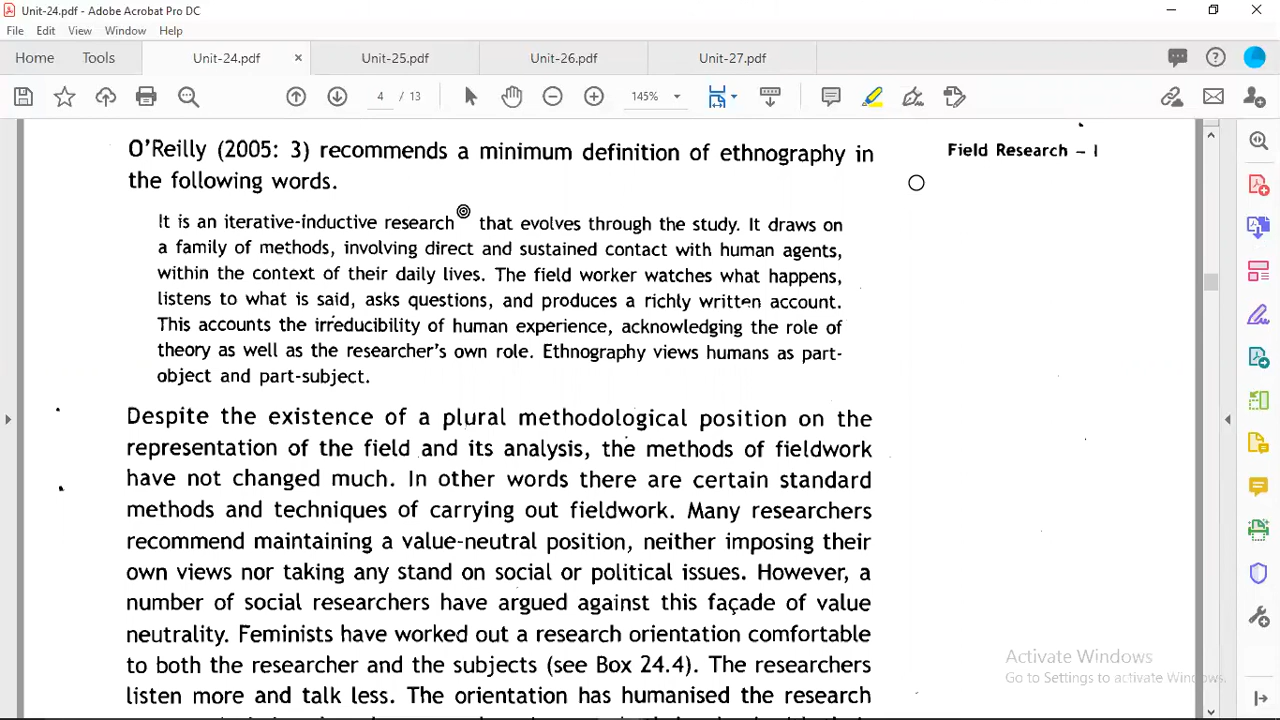 Unit-24.pdf - Adobe Acrobat Pro DC
File Edit View Window Help
Home Tools Unit-24.pdf × Unit-25.pdf Unit-26.pdf Unit-27.pdf
4 / 13 145%
O'Reilly (2005: 3) recommends a minimum definition of ethnography in
the following words.
Field Research – I
It is an iterative-inductive research that evolves through the study. It draws on
a family of methods, involving direct and sustained contact with human agents,
within the context of their daily lives. The field worker watches what happens,
listens to what is said, asks questions, and produces a richly written account.
This accounts the irreducibility of human experience, acknowledging the role of
theory as well as the researcher's own role. Ethnography views humans as part-
object and part-subject.
Despite the existence of a plural methodological position on the
representation of the field and its analysis, the methods of fieldwork
have not changed much. In other words there are certain standard
methods and techniques of carrying out fieldwork. Many researchers
recommend maintaining a value-neutral position, neither imposing their
own views nor taking any stand on social or political issues. However, a
number of social researchers have argued against this façade of value
neutrality. Feminists have worked out a research orientation comfortable
to both the researcher and the subjects (see Box 24.4). The researchers
listen more and talk less. The orientation has humanised the research
Activate Windows
Go to Settings to activate Windows.